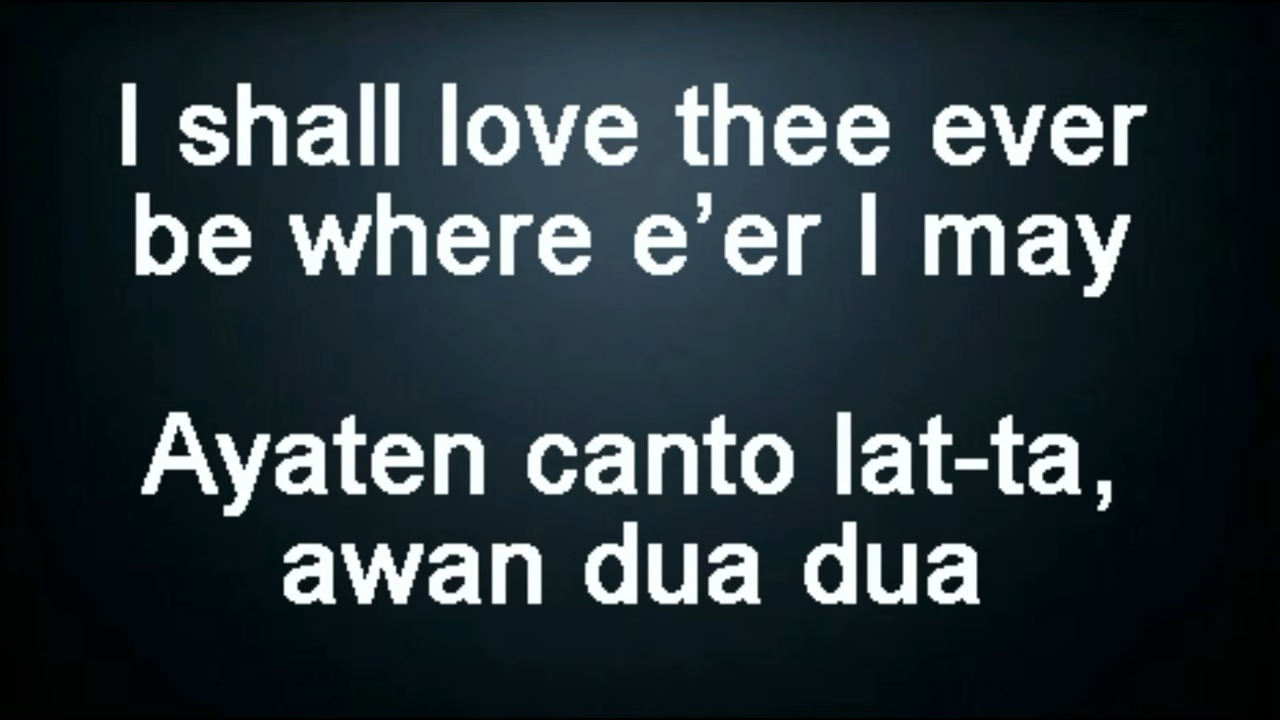 I shall love thee ever
be where e’er I may
Ayaten canto lat-ta,
awan dua dua